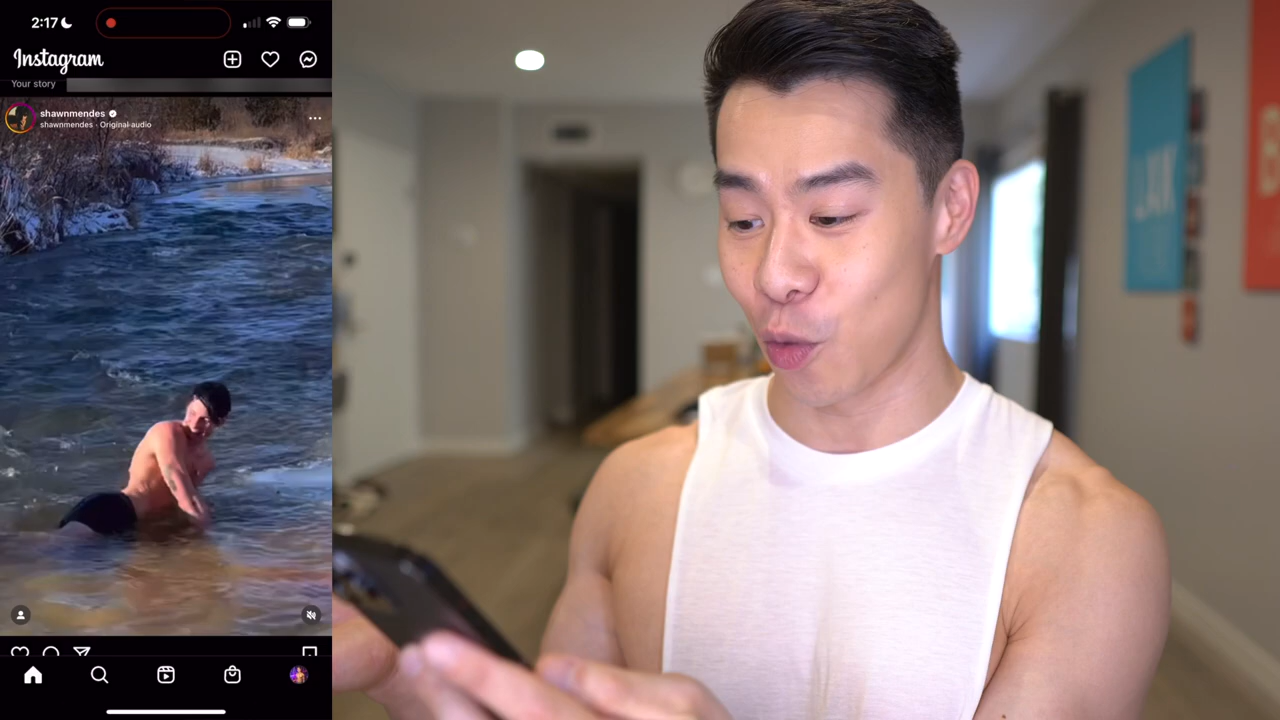 2:17
Instagram
Your story
shawnmendes
shawnmendes · Original audio